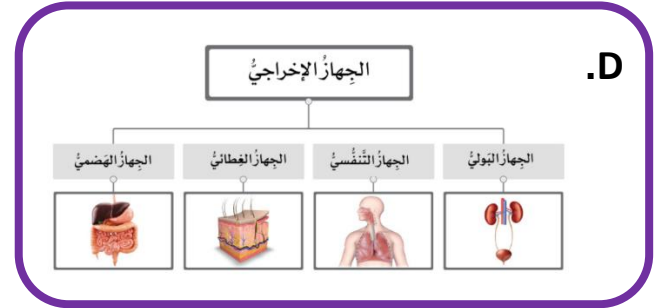 .D
الجِهازُ الإخراجيُّ
الجِهازُ البَوليُّ
الجِهازُ التَّنفُّسيُّ
الجِهازُ الغِطائيُّ
الجِهازُ الهَضميُّ